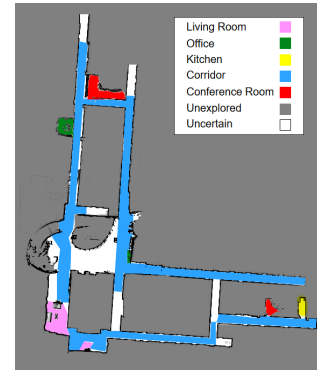 Living Room
Office
Kitchen
Corridor
Conference Room
Unexplored
Uncertain